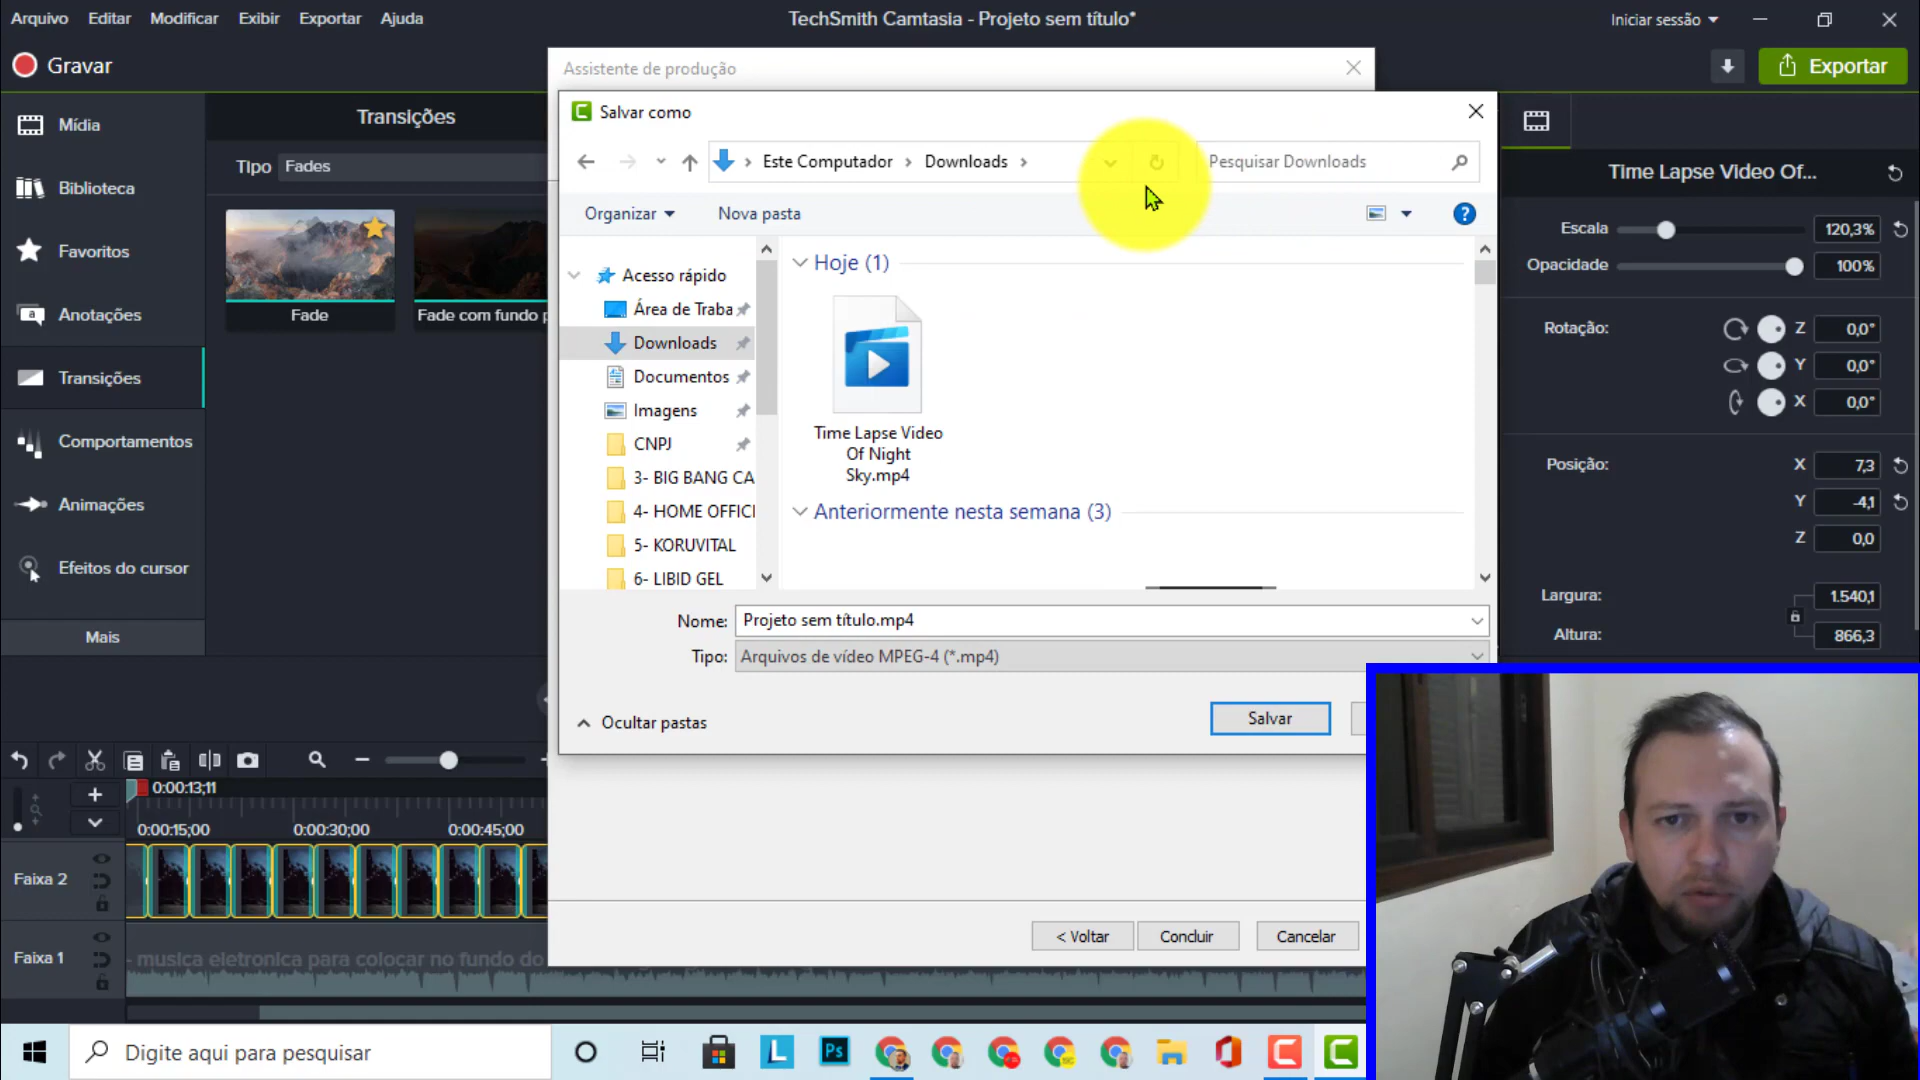 Arquivo Editar Modificar Exibir Exportar Ajuda
TechSmith Camtasia - Projeto sem título*
Iniciar sessão
Gravar
Exportar
Assistente de produção
Salvar como
Este Computador > Downloads >
Pesquisar Downloads
Organizar
Nova pasta
Mídia
Biblioteca
Favoritos
Anotações
Transições
Comportamentos
Animações
Efeitos do cursor
Mais
Transições
Tipo Fades
Fade
Fade com fundo p
Acesso rápido
Área de Traba
Downloads
Documentos
Imagens
CNPJ
3- BIG BANG CA
4- HOME OFFICI
5- KORUVITAL
6- LIBID GEL
Hoje (1)
Time Lapse Video
Of Night
Sky.mp4
Anteriormente nesta semana (3)
Nome: Projeto sem título.mp4
Tipo: Arquivos de vídeo MPEG-4 (*.mp4)
Ocultar pastas
Salvar
< Voltar
Concluir
Cancelar
Time Lapse Video Of...
Escala 120,3%
Opacidade 100%
Rotação: Z 0,0°
Y 0,0°
X 0,0°
Posição: X 7,3
Y -4,1
Z 0,0
Largura: 1.540,1
Altura: 866,3
0:00:13;11
0:00:15;00 0:00:30;00 0:00:45;00
Faixa 2
Faixa 1
- musica eletronica para colocar no fundo do
Digite aqui para pesquisar
L
Ps